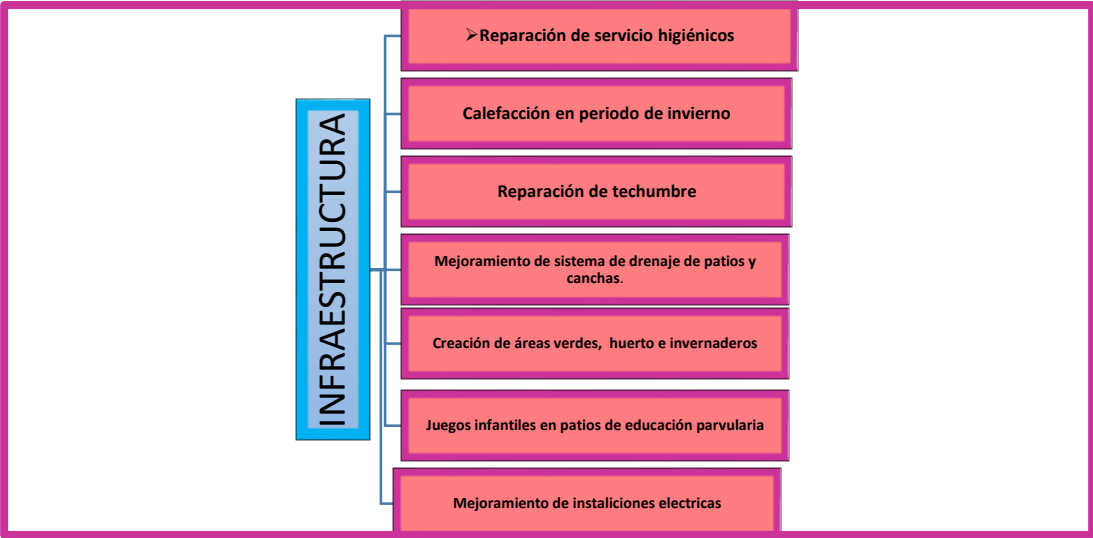 INFRAESTRUCTURA
➢Reparación de servicio higiénicos
Calefacción en periodo de invierno
Reparación de techumbre
Mejoramiento de sistema de drenaje de patios y
canchas.
Creación de áreas verdes, huerto e invernaderos
Juegos infantiles en patios de educación parvularia
Mejoramiento de instaliciones electricas